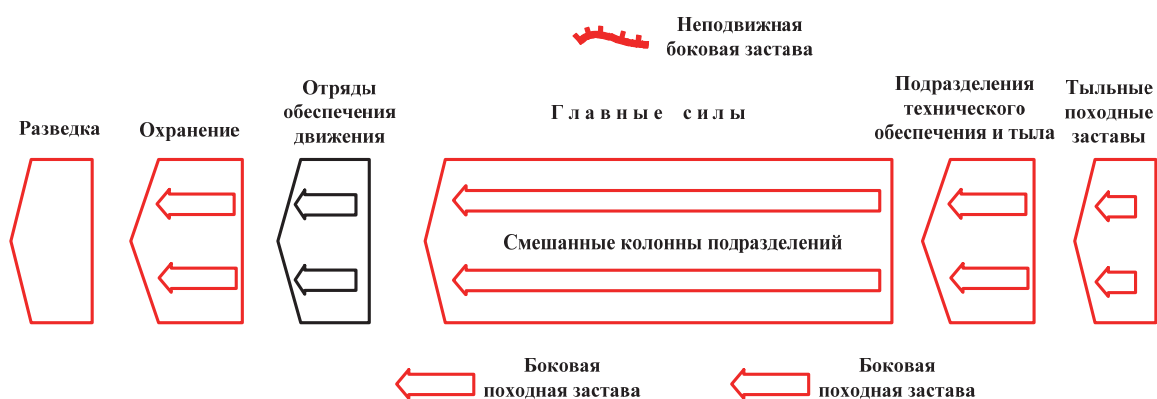 Неподвижная
боковая застава
Разведка
Охранение
Отряды
обеспечения
движения
Главные силы
Подразделения
технического
обеспечения и тыла
Тыльные
походные
заставы
Смешанные колонны подразделений
Боковая
походная застава
Боковая
походная застава